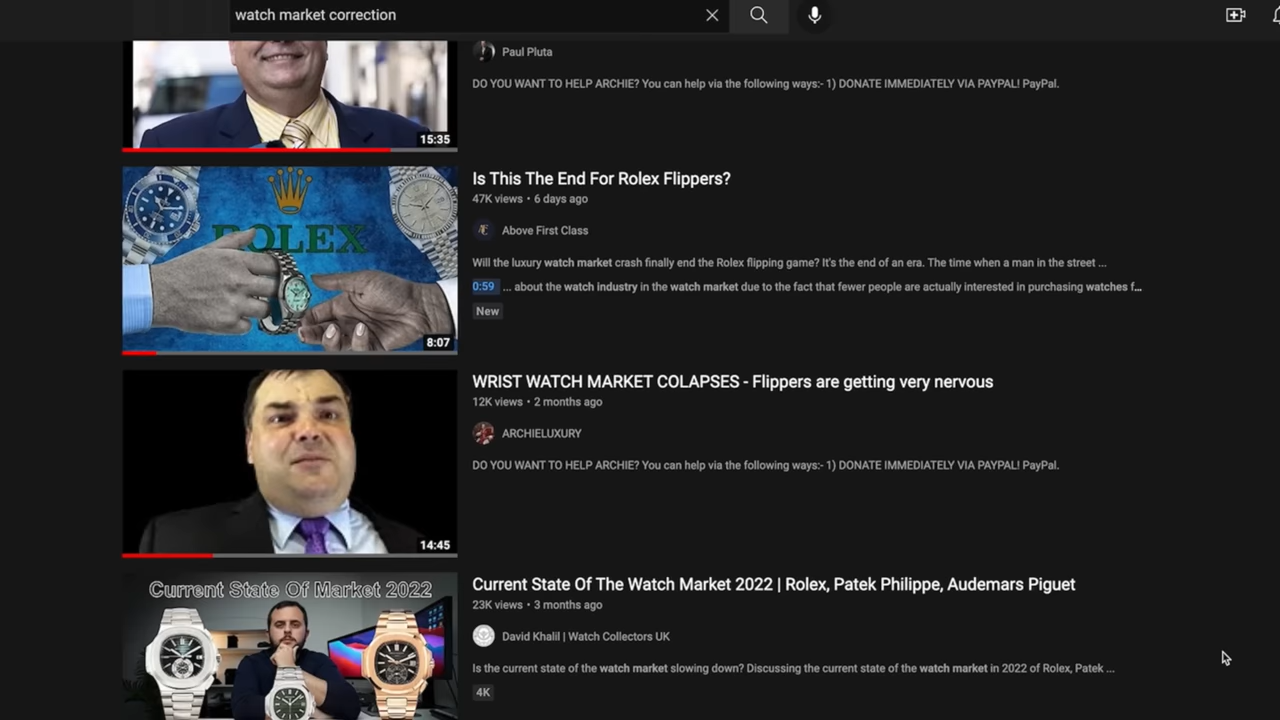 watch market correction
Paul Pluta
DO YOU WANT TO HELP ARCHIE? You can help via the following ways:- 1) DONATE IMMEDIATELY VIA PAYPAL! PayPal.
15:35
ROLEX
8:07
Is This The End For Rolex Flippers?
47K views • 6 days ago
Above First Class
Will the luxury watch market crash finally end the Rolex flipping game? It's the end of an era. The time when a man in the street ...
0:59 ... about the watch industry in the watch market due to the fact that fewer people are actually interested in purchasing watches f...
New
14:45
WRIST WATCH MARKET COLAPSES - Flippers are getting very nervous
12K views • 2 months ago
ARCHIELUXURY
DO YOU WANT TO HELP ARCHIE? You can help via the following ways:- 1) DONATE IMMEDIATELY VIA PAYPAL! PayPal.
Current State Of Market 2022
Current State Of The Watch Market 2022 | Rolex, Patek Philippe, Audemars Piguet
23K views • 3 months ago
David Khalil | Watch Collectors UK
Is the current state of the watch market slowing down? Discussing the current state of the watch market in 2022 of Rolex, Patek ...
4K